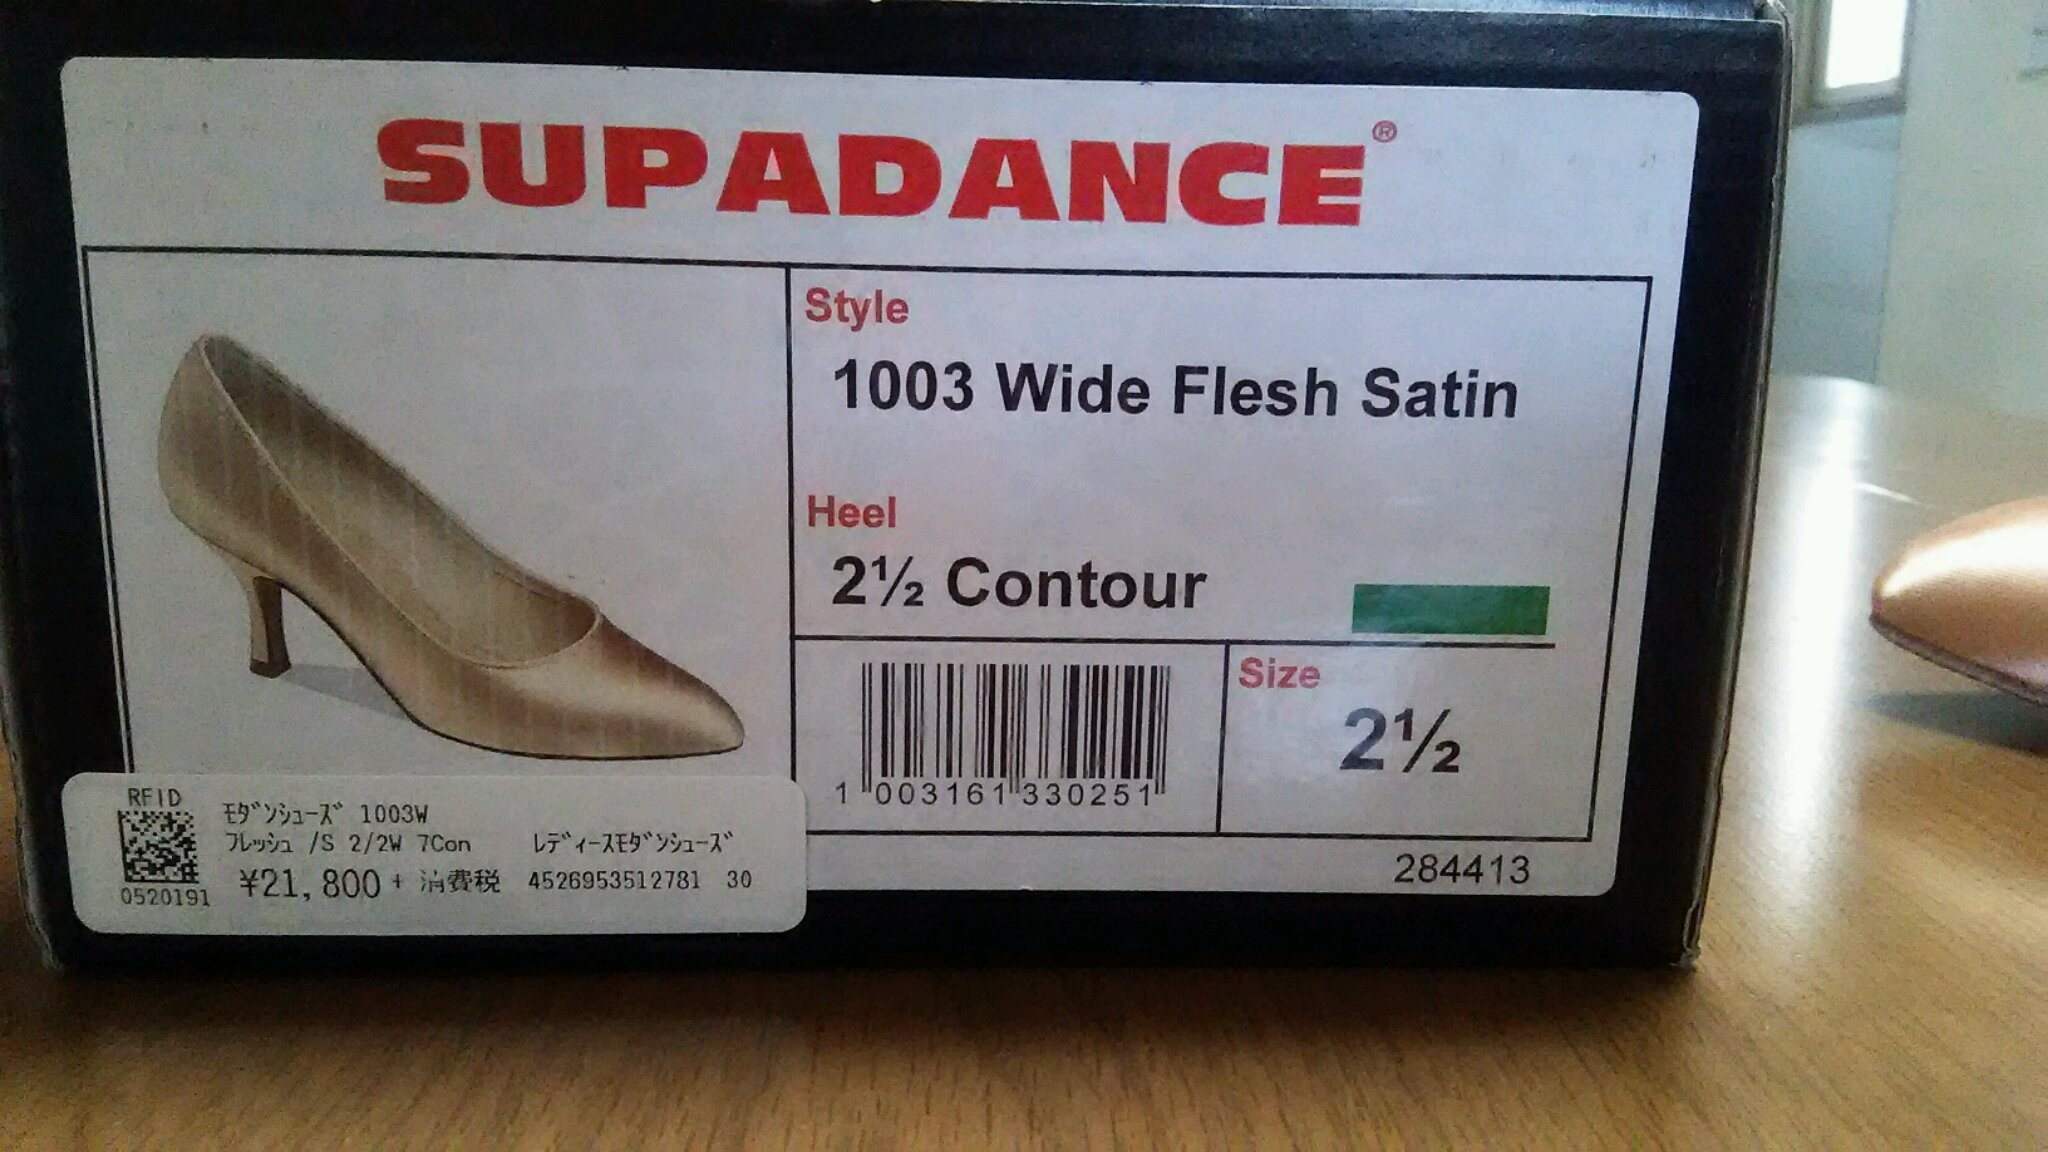 SUPADANCE®
Style
1003 Wide Flesh Satin
Heel
2½ Contour
1 003161 330251
Size
2½
284413
RFID
0520191
ﾓﾀﾞﾝｼｭｰｽﾞ 1003W
ﾌﾚｯｼｭ /S 2/2W 7Con ﾚﾃﾞｨｰｽﾓﾀﾞﾝｼｭｰｽﾞ
¥21,800 + 消費税 4526953512781 30